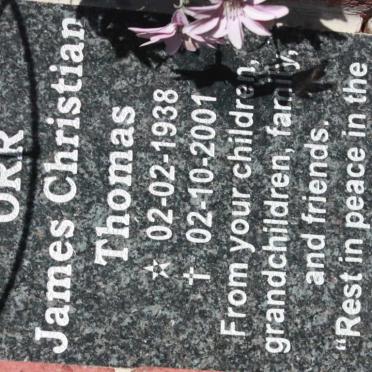 ORR
James Christian
Thomas
☆ 02-02-1938
✝ 02-10-2001
From your children,
grandchildren, family,
and friends.
"Rest in peace in the